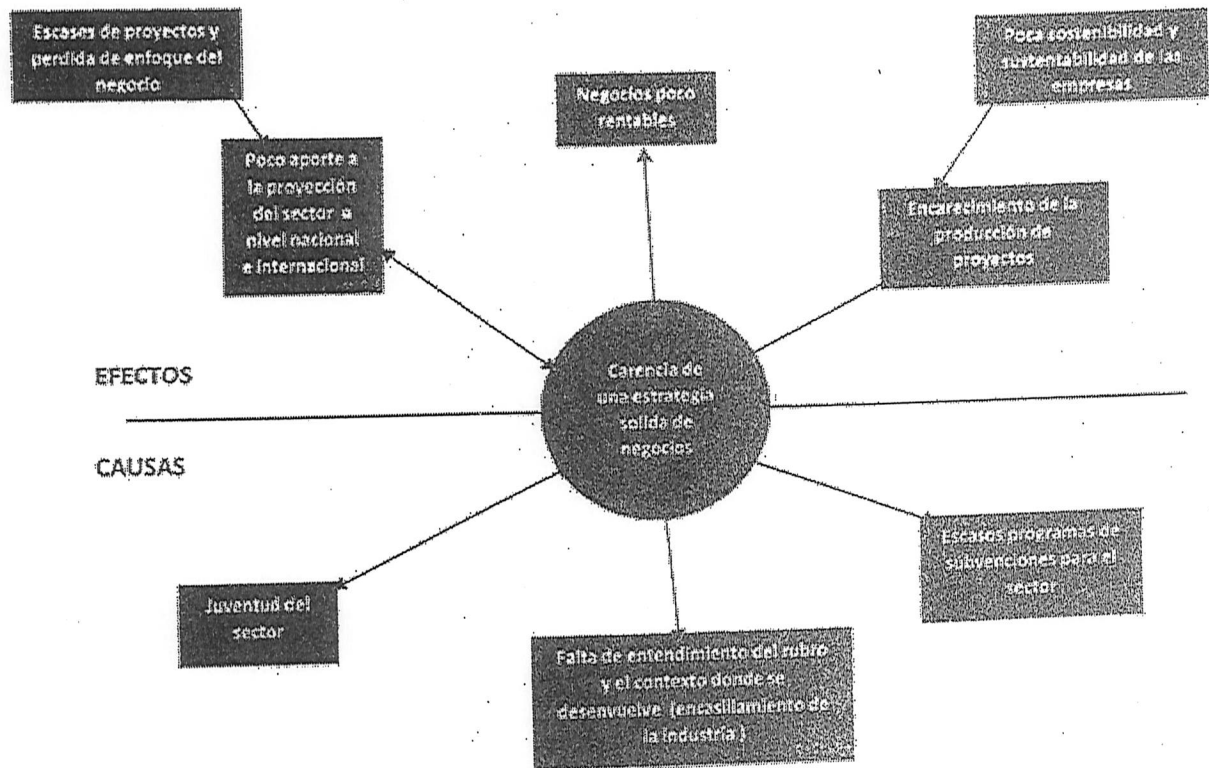 Escases de proyectos y
perdida de enfoque del
negocio
Poco aporte a
la proyección
del sector a
nivel nacional
e internacional
Negocios poco
rentables
Poca sostenibilidad y
sustentabilidad de las
empresas
Encarecimiento de la
producción de
proyectos
EFECTOS
Carencia de
una estrategia
solida de
negocios
CAUSAS
Juventud del
sector
Falta de entendimiento del rubro
y el contexto donde se
desenvuelve (encasillamiento de
la industria )
Escasos programas de
subvenciones para el
sector